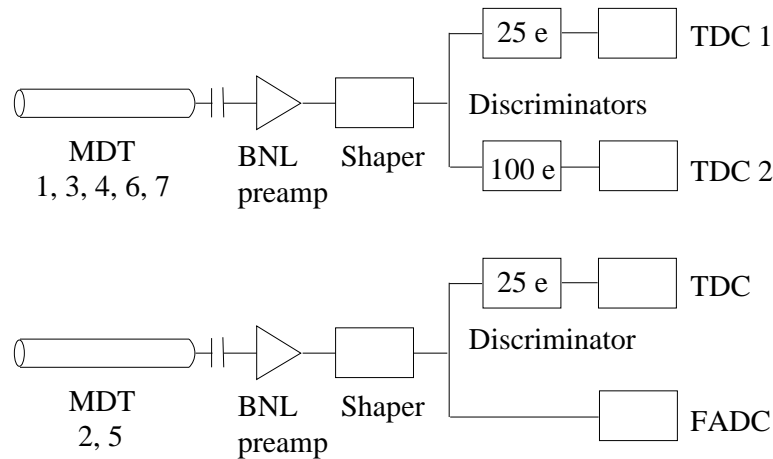 25 e
TDC 1
Discriminators
MDT
1, 3, 4, 6, 7
BNL
preamp
Shaper
100 e
TDC 2
25 e
TDC
Discriminator
MDT
2, 5
BNL
preamp
Shaper
FADC